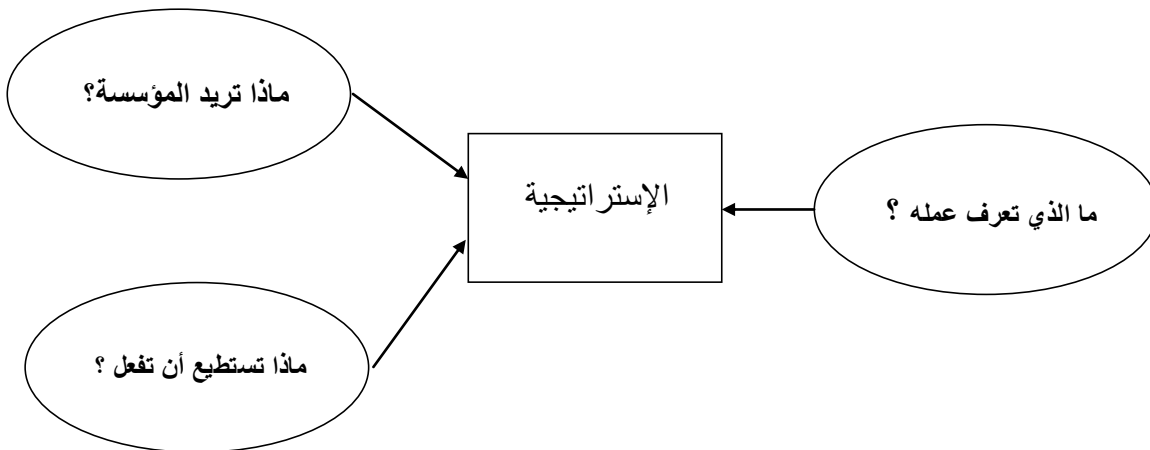 ماذا تريد المؤسسة؟
الإستراتيجية
ما الذي تعرف عمله ؟
ماذا تستطيع أن تفعل ؟